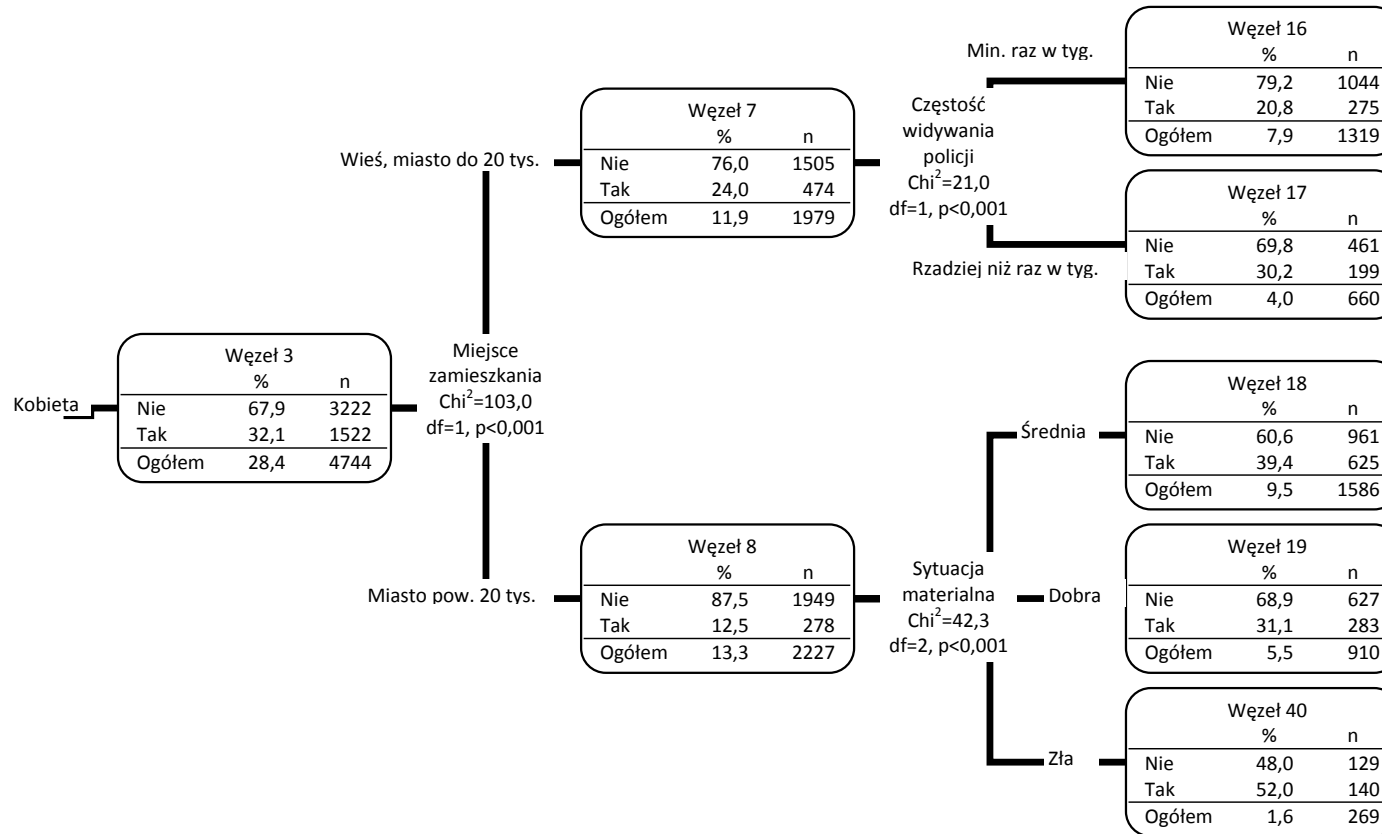 Kobieta
Węzeł 3
% n
Nie 67,9 3222
Tak 32,1 1522
Ogółem 28,4 4744
Miejsce
zamieszkania
Chi²=103,0
df=1, p<0,001
Wieś, miasto do 20 tys.
Węzeł 7
% n
Nie 76,0 1505
Tak 24,0 474
Ogółem 11,9 1979
Częstość
widywania
policji
Chi²=21,0
df=1, p<0,001
Min. raz w tyg.
Węzeł 16
% n
Nie 79,2 1044
Tak 20,8 275
Ogółem 7,9 1319
Rzadziej niż raz w tyg.
Węzeł 17
% n
Nie 69,8 461
Tak 30,2 199
Ogółem 4,0 660
Miasto pow. 20 tys.
Węzeł 8
% n
Nie 87,5 1949
Tak 12,5 278
Ogółem 13,3 2227
Sytuacja
materialna
Chi²=42,3
df=2, p<0,001
Średnia
Węzeł 18
% n
Nie 60,6 961
Tak 39,4 625
Ogółem 9,5 1586
Dobra
Węzeł 19
% n
Nie 68,9 627
Tak 31,1 283
Ogółem 5,5 910
Zła
Węzeł 40
% n
Nie 48,0 129
Tak 52,0 140
Ogółem 1,6 269